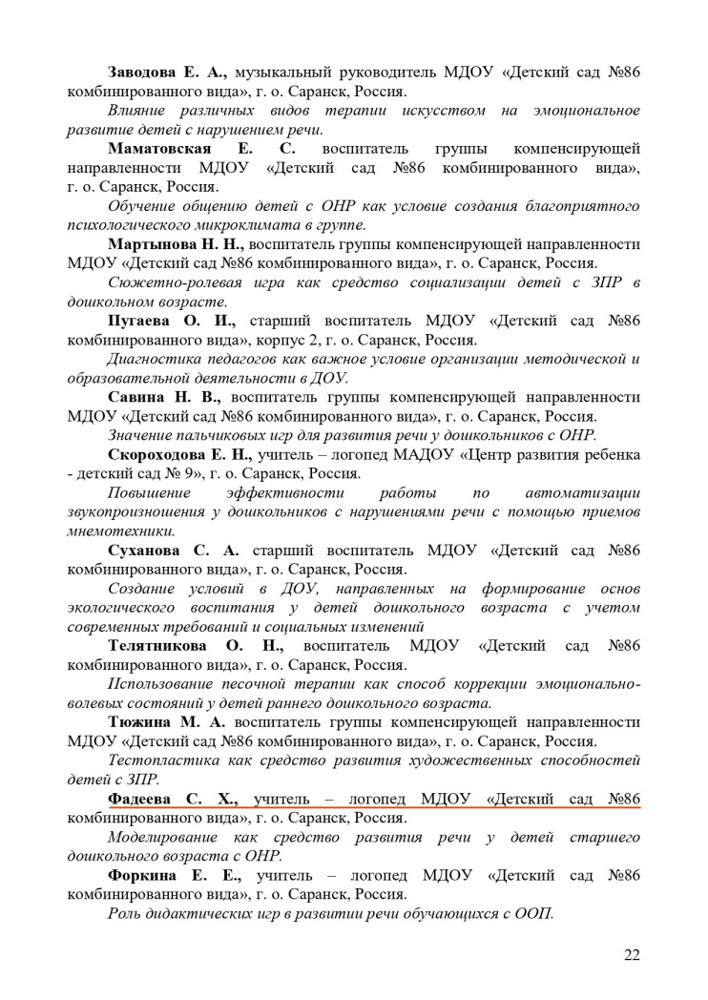 Заводова Е. А., музыкальный руководитель МДОУ «Детский сад №86
комбинированного вида», г. о. Саранск, Россия.
Влияние различных видов терапии искусством на эмоциональное
развитие детей с нарушением речи.
Маматовская Е. С. воспитатель группы компенсирующей
направленности МДОУ «Детский сад №86 комбинированного вида»,
г. о. Саранск, Россия.
Обучение общению детей с ОНР как условие создания благоприятного
психологического микроклимата в группе.
Мартынова Н. Н., воспитатель группы компенсирующей направленности
МДОУ «Детский сад №86 комбинированного вида», г. о. Саранск, Россия.
Сюжетно-ролевая игра как средство социализации детей с ЗПР в
дошкольном возрасте.
Пугаева О. И., старший воспитатель МДОУ «Детский сад №86
комбинированного вида», корпус 2, г. о. Саранск, Россия.
Диагностика педагогов как важное условие организации методической и
образовательной деятельности в ДОУ.
Савина Н. В., воспитатель группы компенсирующей направленности
МДОУ «Детский сад №86 комбинированного вида», г. о. Саранск, Россия.
Значение пальчиковых игр для развития речи у дошкольников с ОНР.
Скороходова Е. Н., учитель – логопед МАДОУ «Центр развития ребенка
- детский сад № 9», г. о. Саранск, Россия.
Повышение эффективности работы по автоматизации
звукопроизношения у дошкольников с нарушениями речи с помощью приемов
мнемотехники.
Суханова С. А. старший воспитатель МДОУ «Детский сад №86
комбинированного вида», г. о. Саранск, Россия.
Создание условий в ДОУ, направленных на формирование основ
экологического воспитания у детей дошкольного возраста с учетом
современных требований и социальных изменений
Телятникова О. Н., воспитатель МДОУ «Детский сад №86
комбинированного вида», г. о. Саранск, Россия.
Использование песочной терапии как способ коррекции эмоционально-
волевых состояний у детей раннего дошкольного возраста.
Тюжина М. А. воспитатель группы компенсирующей направленности
МДОУ «Детский сад №86 комбинированного вида», г. о. Саранск, Россия.
Тестопластика как средство развития художественных способностей
детей с ЗПР.
Фадеева С. Х., учитель – логопед МДОУ «Детский сад №86
комбинированного вида», г. о. Саранск, Россия.
Моделирование как средство развития речи у детей старшего
дошкольного возраста с ОНР.
Форкина Е. Е., учитель – логопед МДОУ «Детский сад №86
комбинированного вида», г. о. Саранск, Россия.
Роль дидактических игр в развитии речи обучающихся с ООП.
22